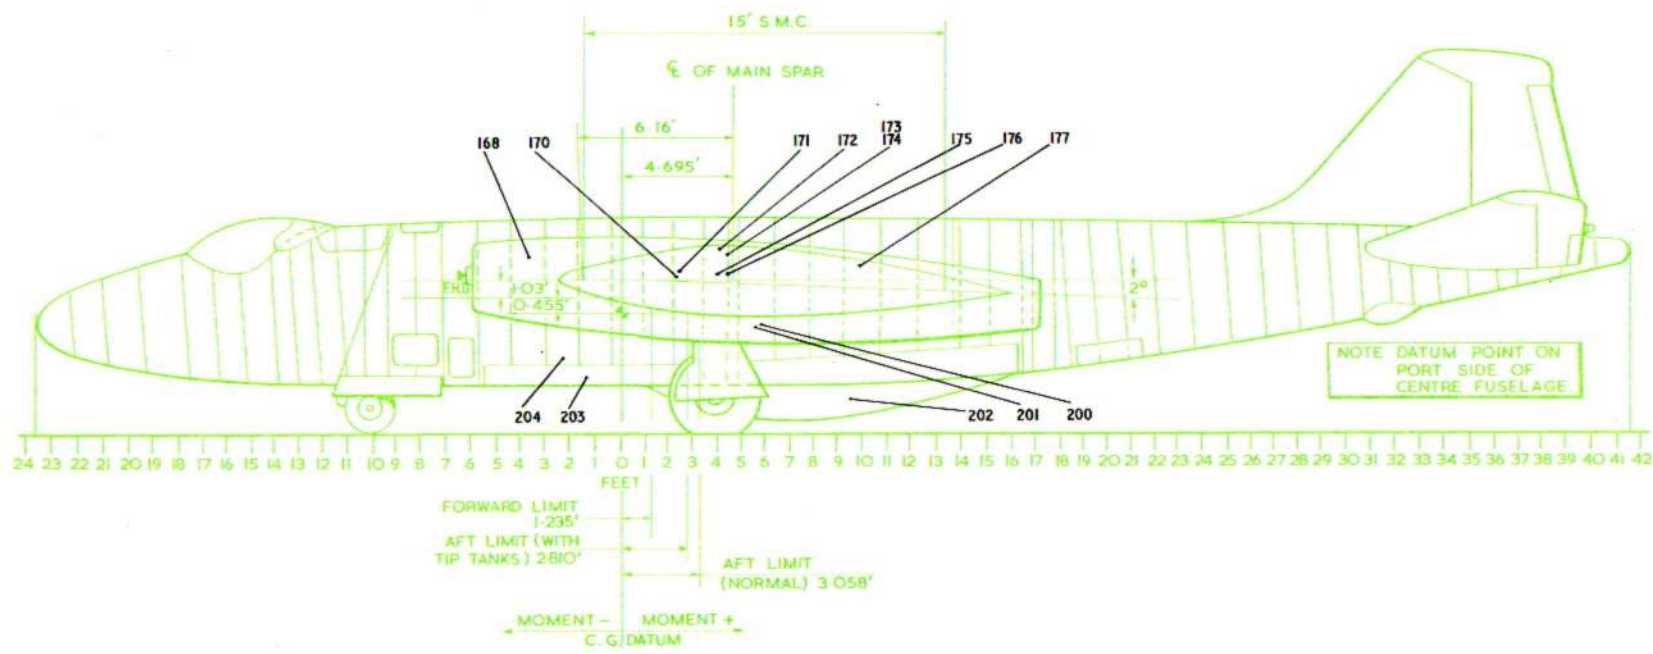 15' S.M.C.
℄ OF MAIN SPAR
6·16'
173
168 170 171 172 174 175 176 177
4·695'
F.H.D.
1·03'
0·455'
2°
NOTE DATUM POINT ON
PORT SIDE OF
CENTRE FUSELAGE.
204 203 202 201 200
24 23 22 21 20 19 18 17 16 15 14 13 12 11 10 9 8 7 6 5 4 3 2 1 0 1 2 3 4 5 6 7 8 9 10 11 12 13 14 15 16 17 18 19 20 21 22 23 24 25 26 27 28 29 30 31 32 33 34 35 36 37 38 39 40 41 42
FEET
FORWARD LIMIT
1·235'
AFT LIMIT (WITH
TIP TANKS) 2810'
AFT LIMIT
(NORMAL) 3·058'
MOMENT − MOMENT +
C.G. DATUM